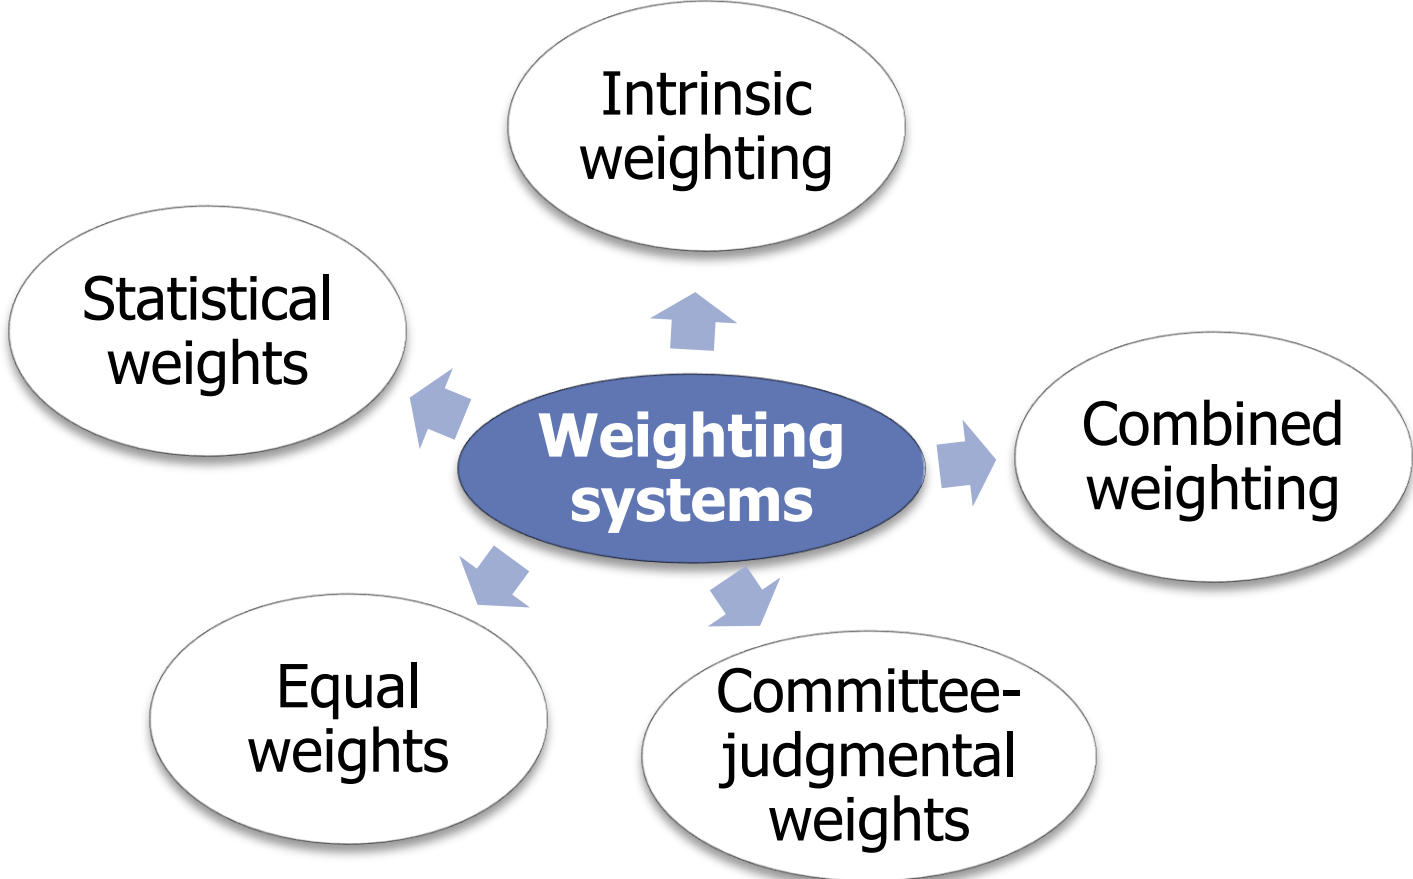 Intrinsic
weighting
Statistical
weights
Weighting
systems
Combined
weighting
Equal
weights
Committee-
judgmental
weights